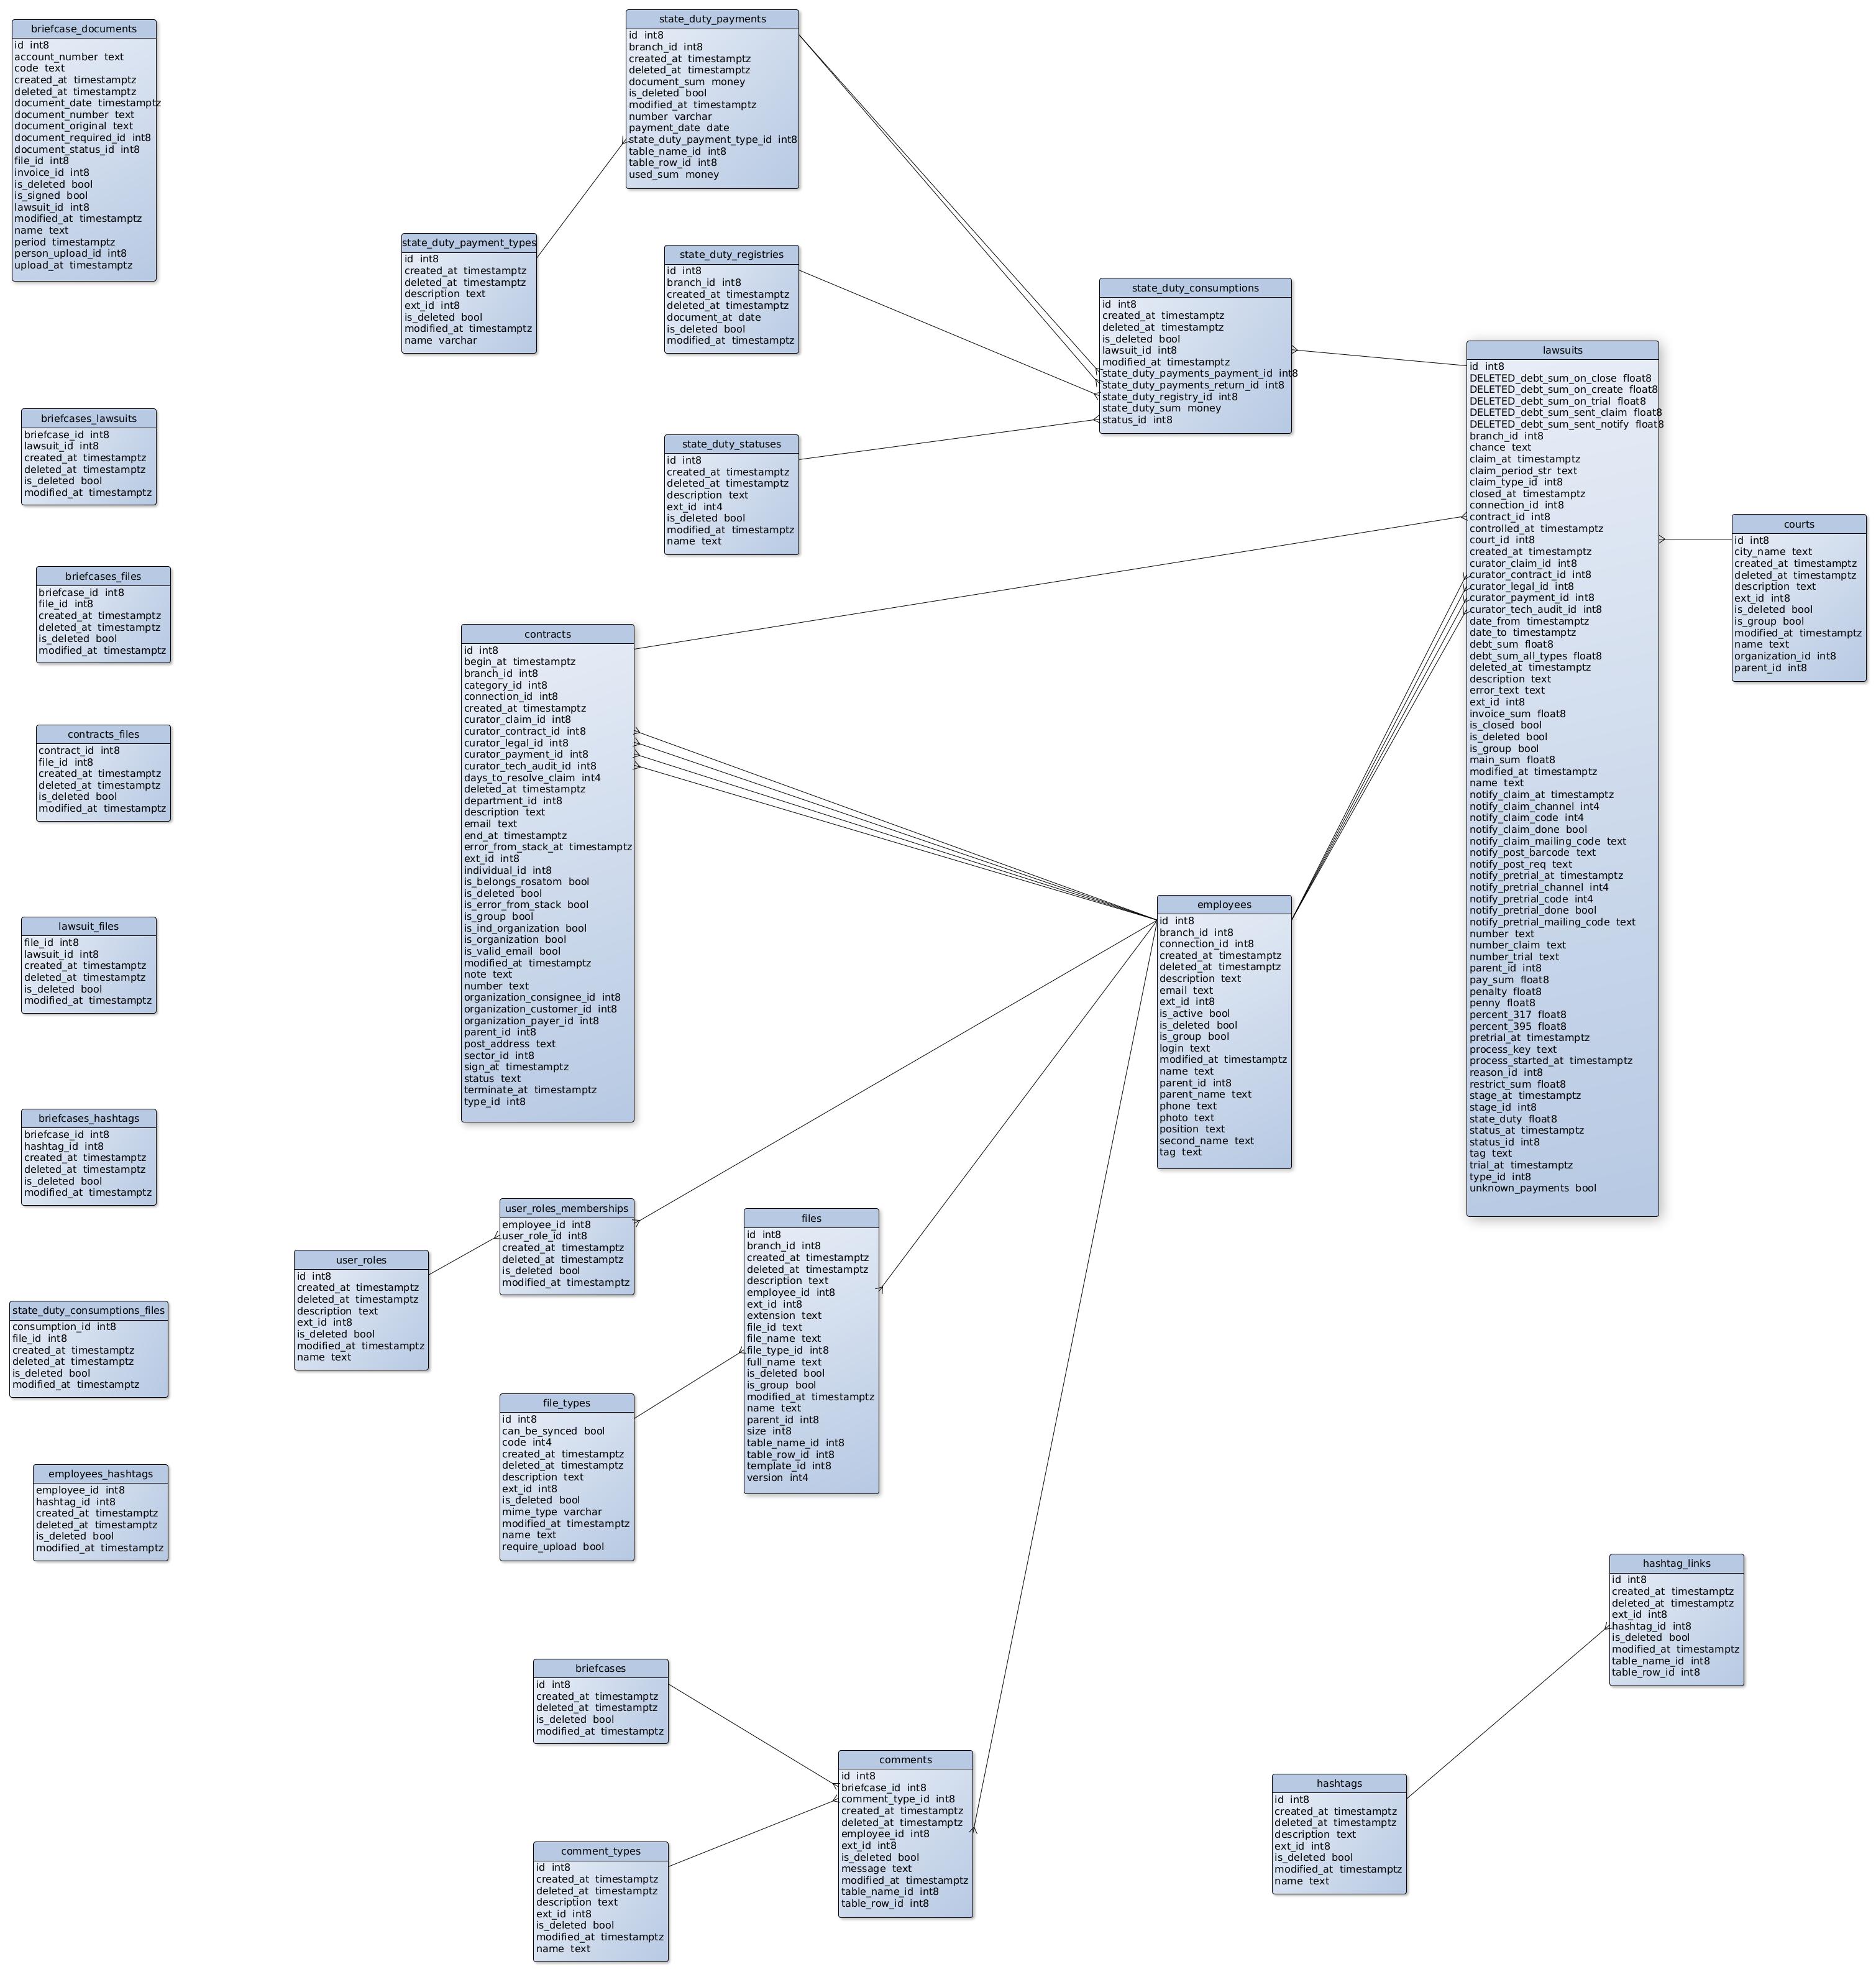 briefcase_documents
id int8
account_number text
code text
created_at timestamptz
deleted_at timestamptz
document_date timestamptz
document_number text
document_original text
document_required_id int8
document_status_id int8
file_id int8
invoice_id int8
is_deleted bool
is_signed bool
lawsuit_id int8
modified_at timestamptz
name text
period timestamptz
person_upload_id int8
upload_at timestamptz
briefcases_lawsuits
briefcase_id int8
lawsuit_id int8
created_at timestamptz
deleted_at timestamptz
is_deleted bool
modified_at timestamptz
briefcases_files
briefcase_id int8
file_id int8
created_at timestamptz
deleted_at timestamptz
is_deleted bool
modified_at timestamptz
contracts_files
contract_id int8
file_id int8
created_at timestamptz
deleted_at timestamptz
is_deleted bool
modified_at timestamptz
lawsuit_files
file_id int8
lawsuit_id int8
created_at timestamptz
deleted_at timestamptz
is_deleted bool
modified_at timestamptz
briefcases_hashtags
briefcase_id int8
hashtag_id int8
created_at timestamptz
deleted_at timestamptz
is_deleted bool
modified_at timestamptz
state_duty_consumptions_files
consumption_id int8
file_id int8
created_at timestamptz
deleted_at timestamptz
is_deleted bool
modified_at timestamptz
employees_hashtags
employee_id int8
hashtag_id int8
created_at timestamptz
deleted_at timestamptz
is_deleted bool
modified_at timestamptz
state_duty_payments
id int8
branch_id int8
created_at timestamptz
deleted_at timestamptz
document_sum money
is_deleted bool
modified_at timestamptz
number varchar
payment_date date
state_duty_payment_type_id int8
table_name_id int8
table_row_id int8
used_sum money
state_duty_payment_types
id int8
created_at timestamptz
deleted_at timestamptz
description text
ext_id int8
is_deleted bool
modified_at timestamptz
name varchar
state_duty_registries
id int8
branch_id int8
created_at timestamptz
deleted_at timestamptz
document_at date
is_deleted bool
modified_at timestamptz
state_duty_statuses
id int8
created_at timestamptz
deleted_at timestamptz
description text
ext_id int4
is_deleted bool
modified_at timestamptz
name text
state_duty_consumptions
id int8
created_at timestamptz
deleted_at timestamptz
is_deleted bool
lawsuit_id int8
modified_at timestamptz
state_duty_payments_payment_id int8
state_duty_payments_return_id int8
state_duty_registry_id int8
state_duty_sum money
status_id int8
lawsuits
id int8
DELETED_debt_sum_on_close float8
DELETED_debt_sum_on_create float8
DELETED_debt_sum_on_trial float8
DELETED_debt_sum_sent_claim float8
DELETED_debt_sum_sent_notify float8
branch_id int8
chance text
claim_at timestamptz
claim_period_str text
claim_type_id int8
closed_at timestamptz
connection_id int8
contract_id int8
controlled_at timestamptz
court_id int8
created_at timestamptz
curator_claim_id int8
curator_contract_id int8
curator_legal_id int8
curator_payment_id int8
curator_tech_audit_id int8
date_from timestamptz
date_to timestamptz
debt_sum float8
debt_sum_all_types float8
deleted_at timestamptz
description text
error_text text
ext_id int8
invoice_sum float8
is_closed bool
is_deleted bool
is_group bool
main_sum float8
modified_at timestamptz
name text
notify_claim_at timestamptz
notify_claim_channel int4
notify_claim_code int4
notify_claim_done bool
notify_claim_mailing_code text
notify_post_barcode text
notify_post_req text
notify_pretrial_at timestamptz
notify_pretrial_channel int4
notify_pretrial_code int4
notify_pretrial_done bool
notify_pretrial_mailing_code text
number text
number_claim text
number_trial text
parent_id int8
pay_sum float8
penalty float8
penny float8
percent_317 float8
percent_395 float8
pretrial_at timestamptz
process_key text
process_started_at timestamptz
reason_id int8
restrict_sum float8
stage_at timestamptz
stage_id int8
state_duty float8
status_at timestamptz
status_id int8
tag text
trial_at timestamptz
type_id int8
unknown_payments bool
courts
id int8
city_name text
created_at timestamptz
deleted_at timestamptz
description text
ext_id int8
is_deleted bool
is_group bool
modified_at timestamptz
name text
organization_id int8
parent_id int8
contracts
id int8
begin_at timestamptz
branch_id int8
category_id int8
connection_id int8
created_at timestamptz
curator_claim_id int8
curator_contract_id int8
curator_legal_id int8
curator_payment_id int8
curator_tech_audit_id int8
days_to_resolve_claim int4
deleted_at timestamptz
department_id int8
description text
email text
end_at timestamptz
error_from_stack_at timestamptz
ext_id int8
individual_id int8
is_belongs_rosatom bool
is_deleted bool
is_error_from_stack bool
is_group bool
is_ind_organization bool
is_organization bool
is_valid_email bool
modified_at timestamptz
note text
number text
organization_consignee_id int8
organization_customer_id int8
organization_payer_id int8
parent_id int8
post_address text
sector_id int8
sign_at timestamptz
status text
terminate_at timestamptz
type_id int8
employees
id int8
branch_id int8
connection_id int8
created_at timestamptz
deleted_at timestamptz
description text
email text
ext_id int8
is_active bool
is_deleted bool
is_group bool
login text
modified_at timestamptz
name text
parent_id int8
parent_name text
phone text
photo text
position text
second_name text
tag text
user_roles_memberships
employee_id int8
user_role_id int8
created_at timestamptz
deleted_at timestamptz
is_deleted bool
modified_at timestamptz
user_roles
id int8
created_at timestamptz
deleted_at timestamptz
description text
ext_id int8
is_deleted bool
modified_at timestamptz
name text
files
id int8
branch_id int8
created_at timestamptz
deleted_at timestamptz
description text
employee_id int8
ext_id int8
extension text
file_id text
file_name text
file_type_id int8
full_name text
is_deleted bool
is_group bool
modified_at timestamptz
name text
parent_id int8
size int8
table_name_id int8
table_row_id int8
template_id int8
version int4
file_types
id int8
can_be_synced bool
code int4
created_at timestamptz
deleted_at timestamptz
description text
ext_id int8
is_deleted bool
mime_type varchar
modified_at timestamptz
name text
require_upload bool
briefcases
id int8
created_at timestamptz
deleted_at timestamptz
is_deleted bool
modified_at timestamptz
comment_types
id int8
created_at timestamptz
deleted_at timestamptz
description text
ext_id int8
is_deleted bool
modified_at timestamptz
name text
comments
id int8
briefcase_id int8
comment_type_id int8
created_at timestamptz
deleted_at timestamptz
employee_id int8
ext_id int8
is_deleted bool
message text
modified_at timestamptz
table_name_id int8
table_row_id int8
hashtag_links
id int8
created_at timestamptz
deleted_at timestamptz
ext_id int8
hashtag_id int8
is_deleted bool
modified_at timestamptz
table_name_id int8
table_row_id int8
hashtags
id int8
created_at timestamptz
deleted_at timestamptz
description text
ext_id int8
is_deleted bool
modified_at timestamptz
name text